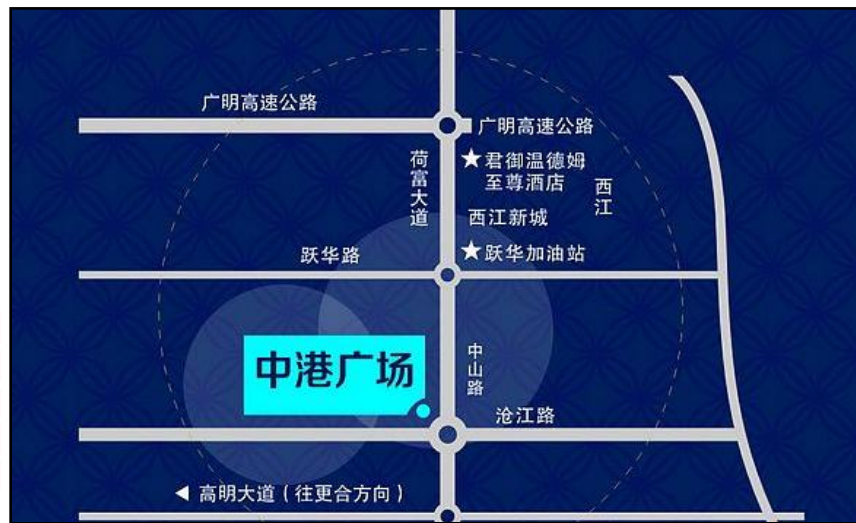 广明高速公路
广明高速公路
荷富大道
君御温德姆
至尊酒店
西江
西江新城
跃华路
跃华加油站
中港广场
中山路
沧江路
高明大道（往更合方向）